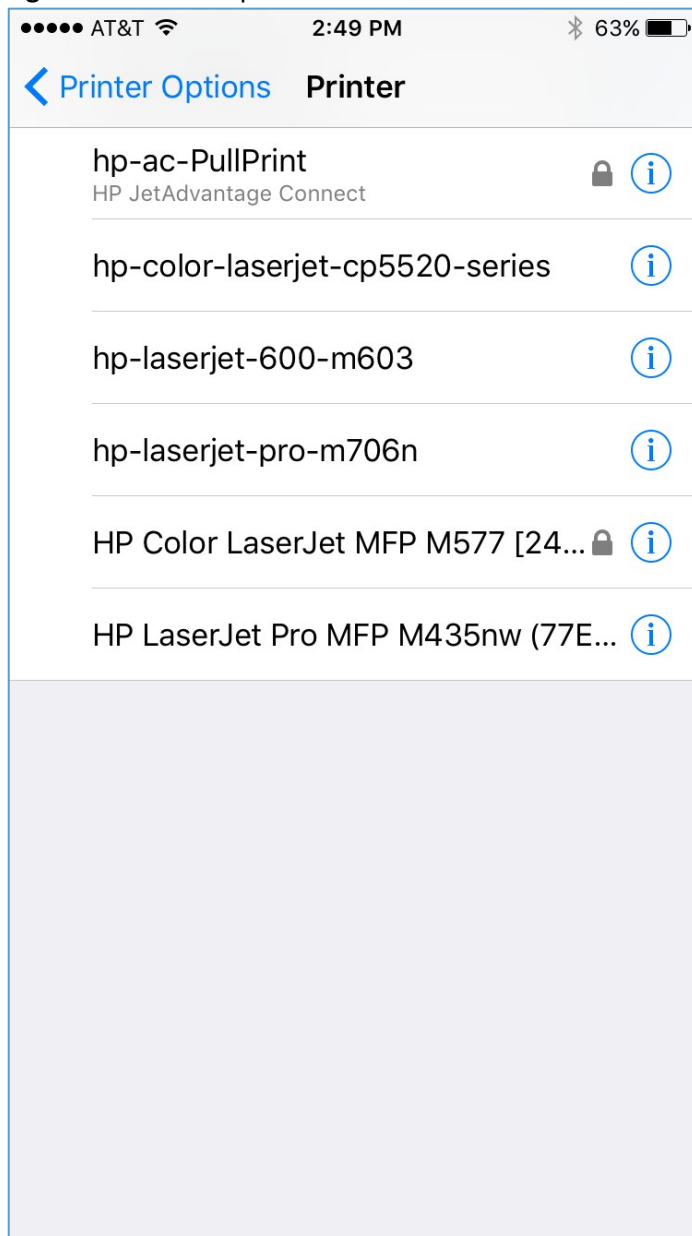 AT&T 2:49 PM 63%
Printer Options Printer
hp-ac-PullPrint
HP JetAdvantage Connect
hp-color-laserjet-cp5520-series
hp-laserjet-600-m603
hp-laserjet-pro-m706n
HP Color LaserJet MFP M577 [24...
HP LaserJet Pro MFP M435nw (77E...